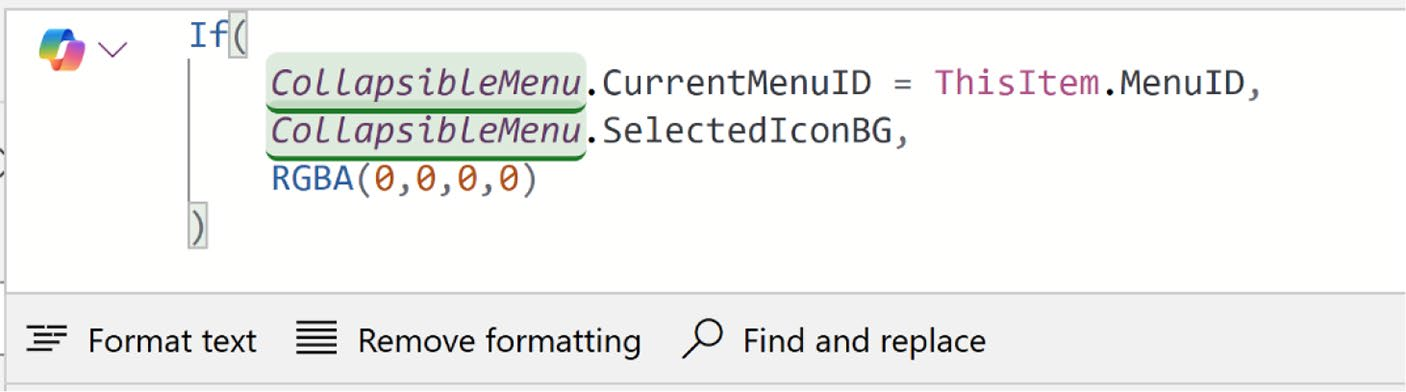 If(
CollapsibleMenu.CurrentMenuID = ThisItem.MenuID,
CollapsibleMenu.SelectedIconBG,
RGBA(0,0,0,0)
)
Format text Remove formatting Find and replace